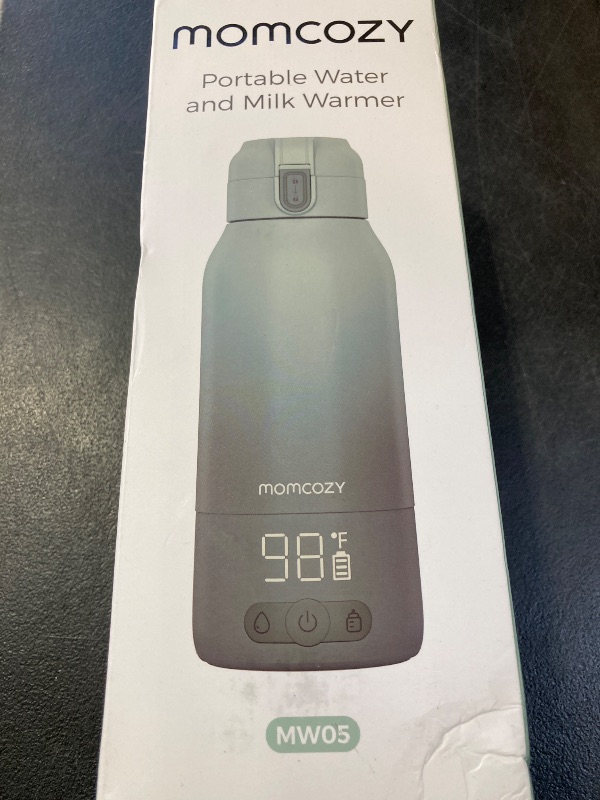 momcozy
Portable Water
and Milk Warmer
momcozy
98°F
MW05